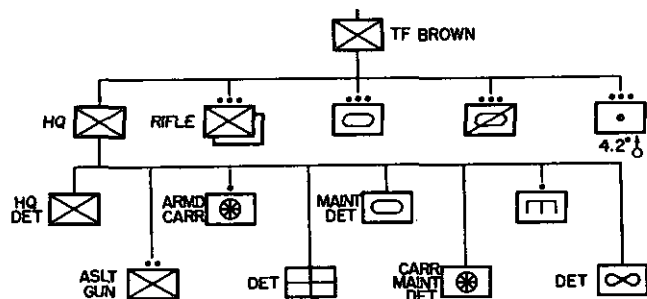 TF BROWN
HQ
RIFLE
4.2"
HQ
DET
ARMD
CARR
MAINT
DET
ASLT
GUN
DET
CARR
MAINT
DET
DET